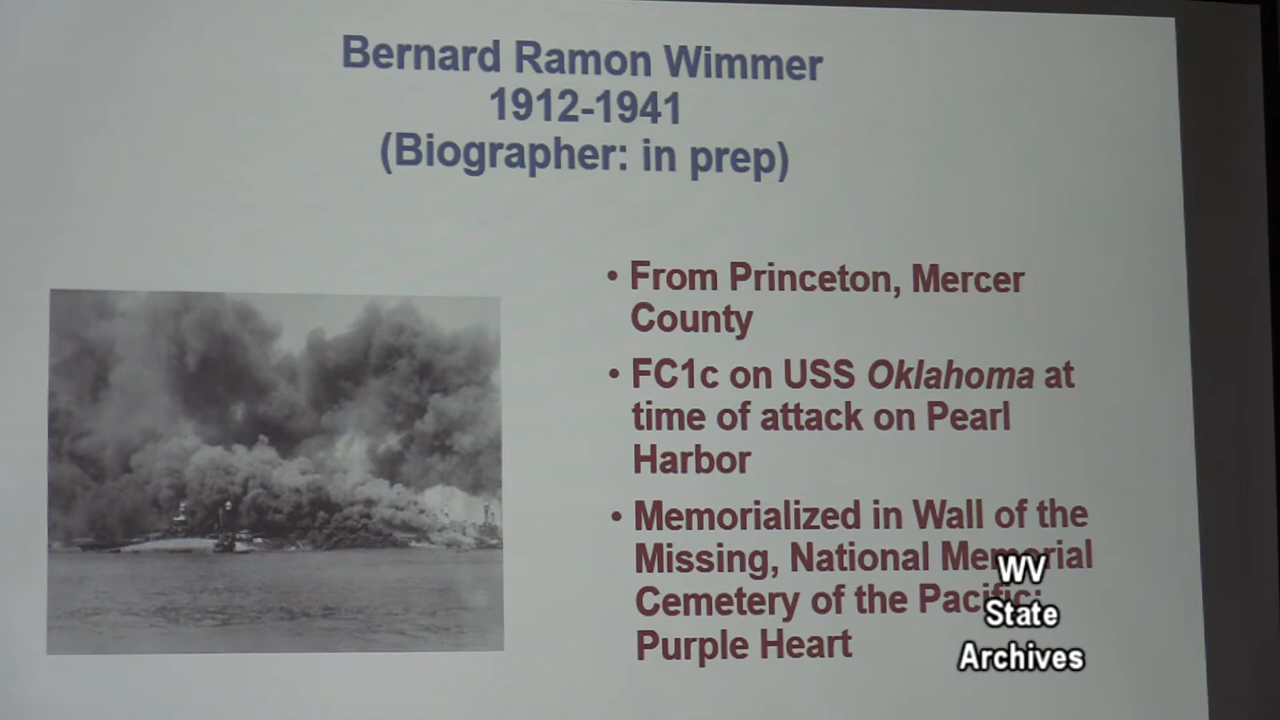 Bernard Ramon Wimmer
1912-1941
(Biographer: in prep)
• From Princeton, Mercer
County
• FC1c on USS Oklahoma at
time of attack on Pearl
Harbor
• Memorialized in Wall of the
Missing, National Memorial
Cemetery of the Pacific;
Purple Heart
WV
State
Archives